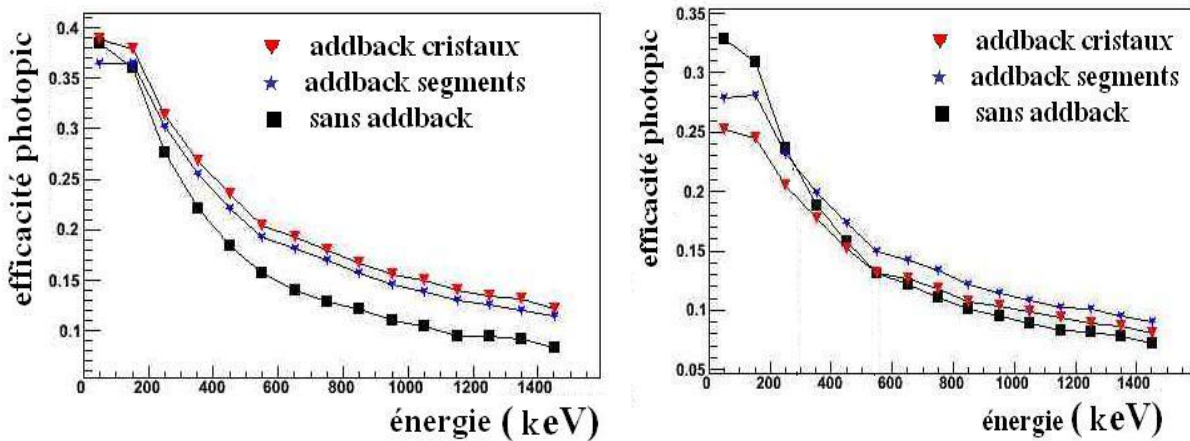 0.4
0.35
0.3
0.25
0.2
0.15
0.1
efficacité photopic
addback cristaux
addback segments
sans addback
0 200 400 600 800 1000 1200 1400
énergie ( keV)
0.35
0.3
0.25
0.2
0.15
0.1
0.05
efficacité photopic
addback cristaux
addback segments
sans addback
0 200 400 600 800 1000 1200 1400
énergie ( keV)